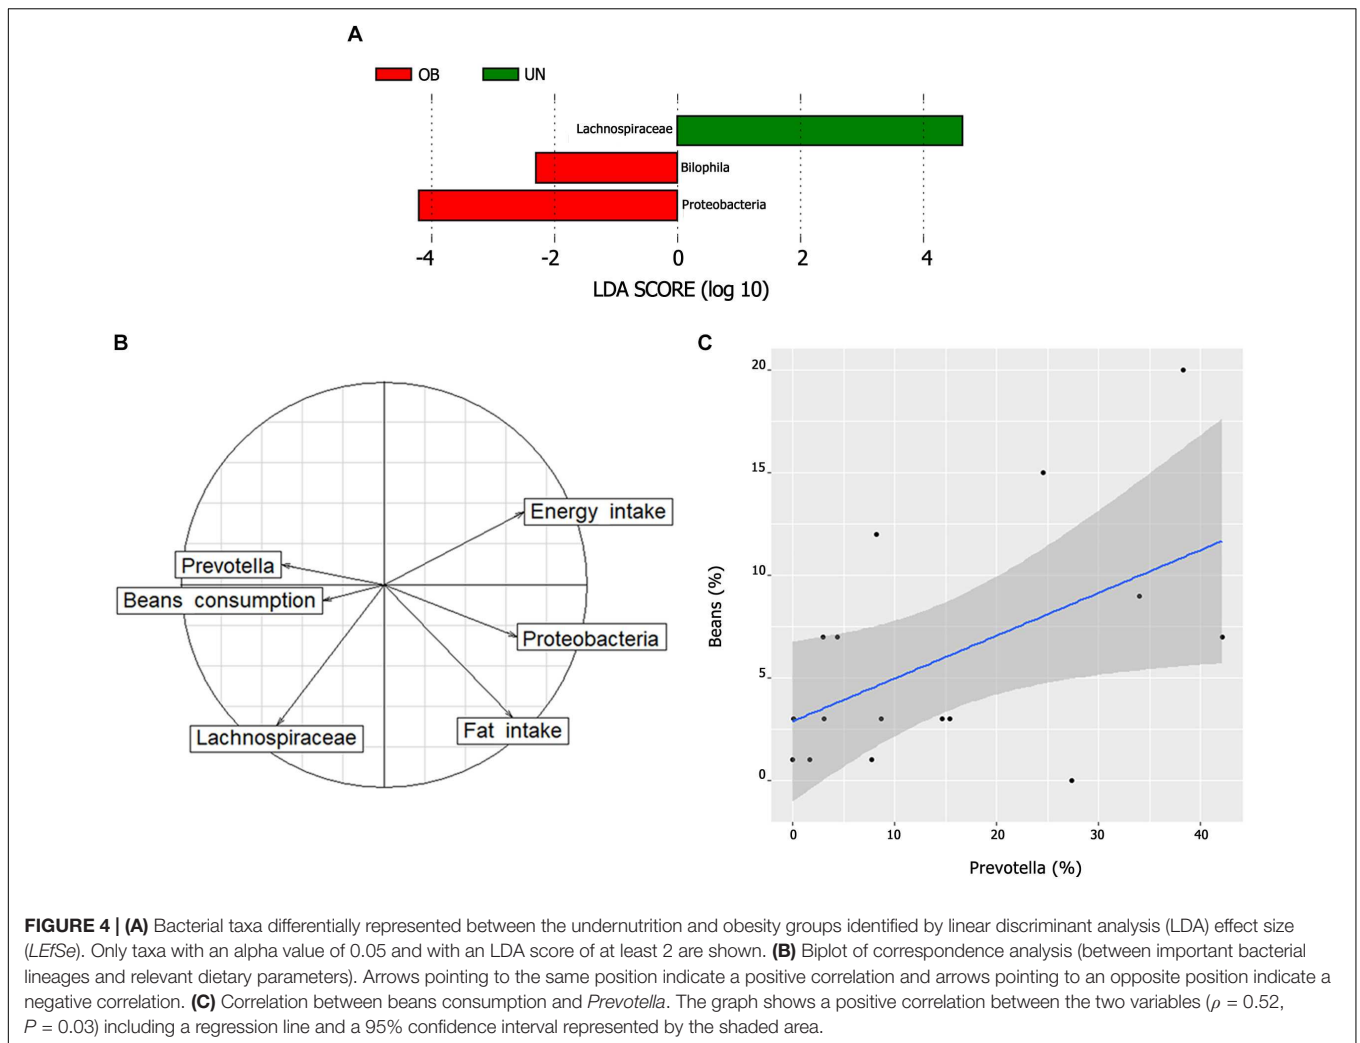 A
OB UN
Lachnospiraceae
Bilophila
Proteobacteria
-4 -2 0 2 4
LDA SCORE (log 10)
B
Energy intake
Prevotella
Beans consumption
Proteobacteria
Lachnospiraceae
Fat intake
C
20
15
10
5
0
Beans (%)
0 10 20 30 40
Prevotella (%)
FIGURE 4 | (A) Bacterial taxa differentially represented between the undernutrition and obesity groups identified by linear discriminant analysis (LDA) effect size
(LEfSe). Only taxa with an alpha value of 0.05 and with an LDA score of at least 2 are shown. (B) Biplot of correspondence analysis (between important bacterial
lineages and relevant dietary parameters). Arrows pointing to the same position indicate a positive correlation and arrows pointing to an opposite position indicate a
negative correlation. (C) Correlation between beans consumption and Prevotella. The graph shows a positive correlation between the two variables (ρ = 0.52,
P = 0.03) including a regression line and a 95% confidence interval represented by the shaded area.